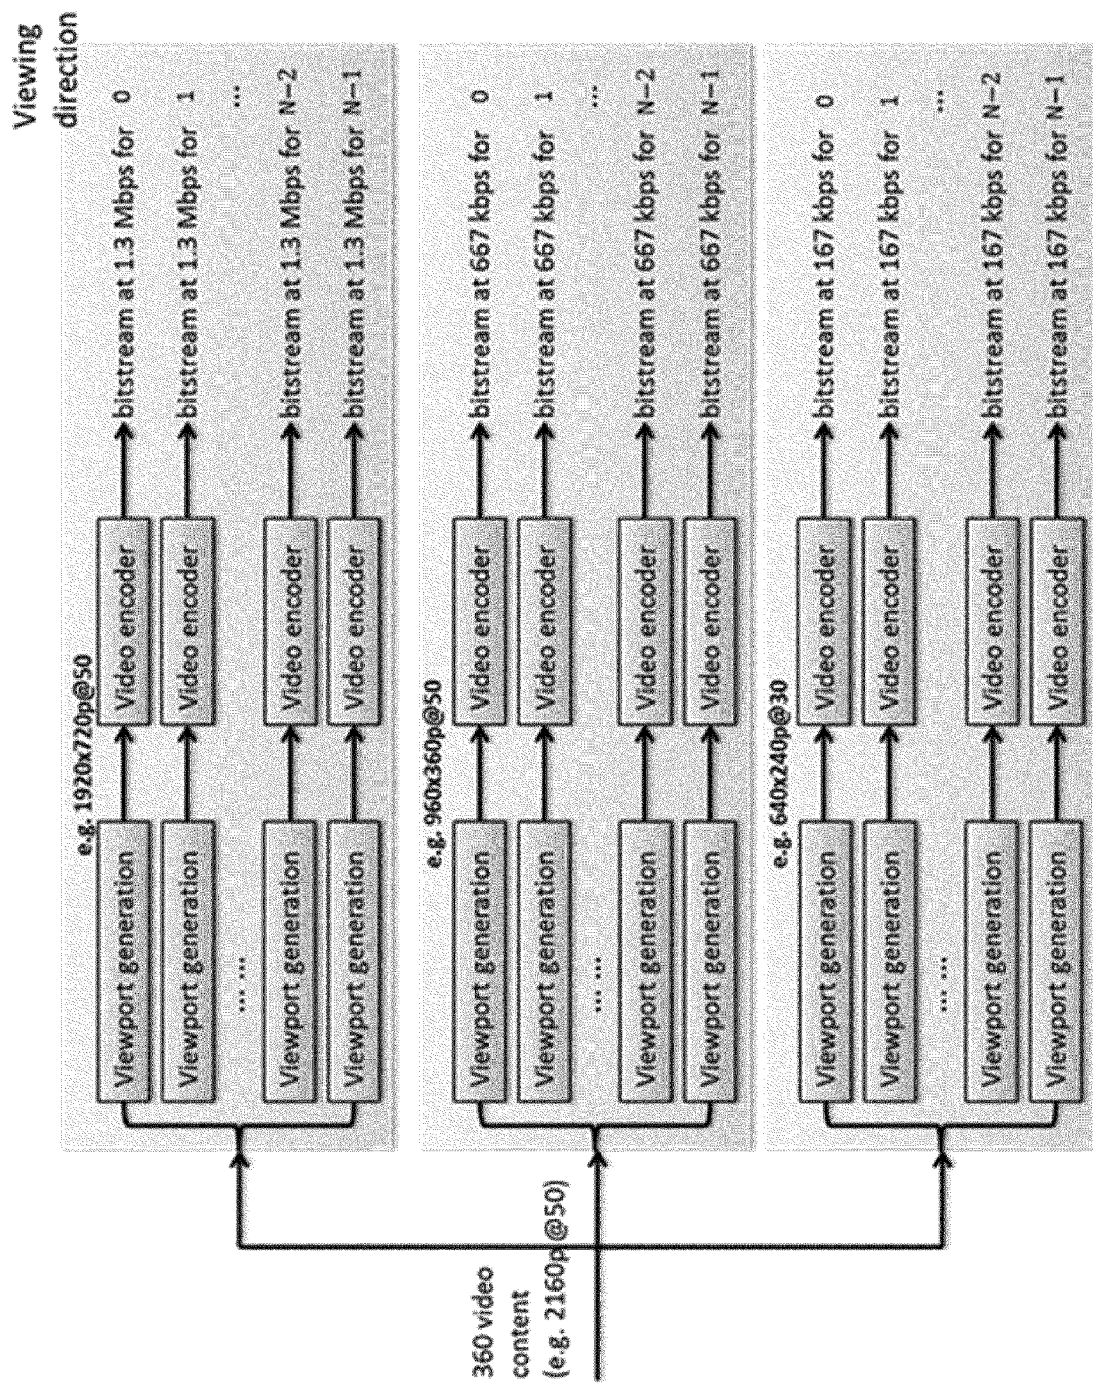 Viewing
direction
360 video
content
(e.g. 2160p @50)
e.g. 1920x720p@50
Viewport generation
Video encoder
bitstream at 1.3 Mbps for 0
Viewport generation
Video encoder
bitstream at 1.3 Mbps for 1
... ...
...
Viewport generation
Video encoder
bitstream at 1.3 Mbps for N-2
Viewport generation
Video encoder
bitstream at 1.3 Mbps for N-1
e.g. 960x360p@50
Viewport generation
Video encoder
bitstream at 667 kbps for 0
Viewport generation
Video encoder
bitstream at 667 kbps for 1
... ...
...
Viewport generation
Video encoder
bitstream at 667 kbps for N-2
Viewport generation
Video encoder
bitstream at 667 kbps for N-1
e.g. 640x240p@30
Viewport generation
Video encoder
bitstream at 167 kbps for 0
Viewport generation
Video encoder
bitstream at 167 kbps for 1
... ...
...
Viewport generation
Video encoder
bitstream at 167 kbps for N-2
Viewport generation
Video encoder
bitstream at 167 kbps for N-1